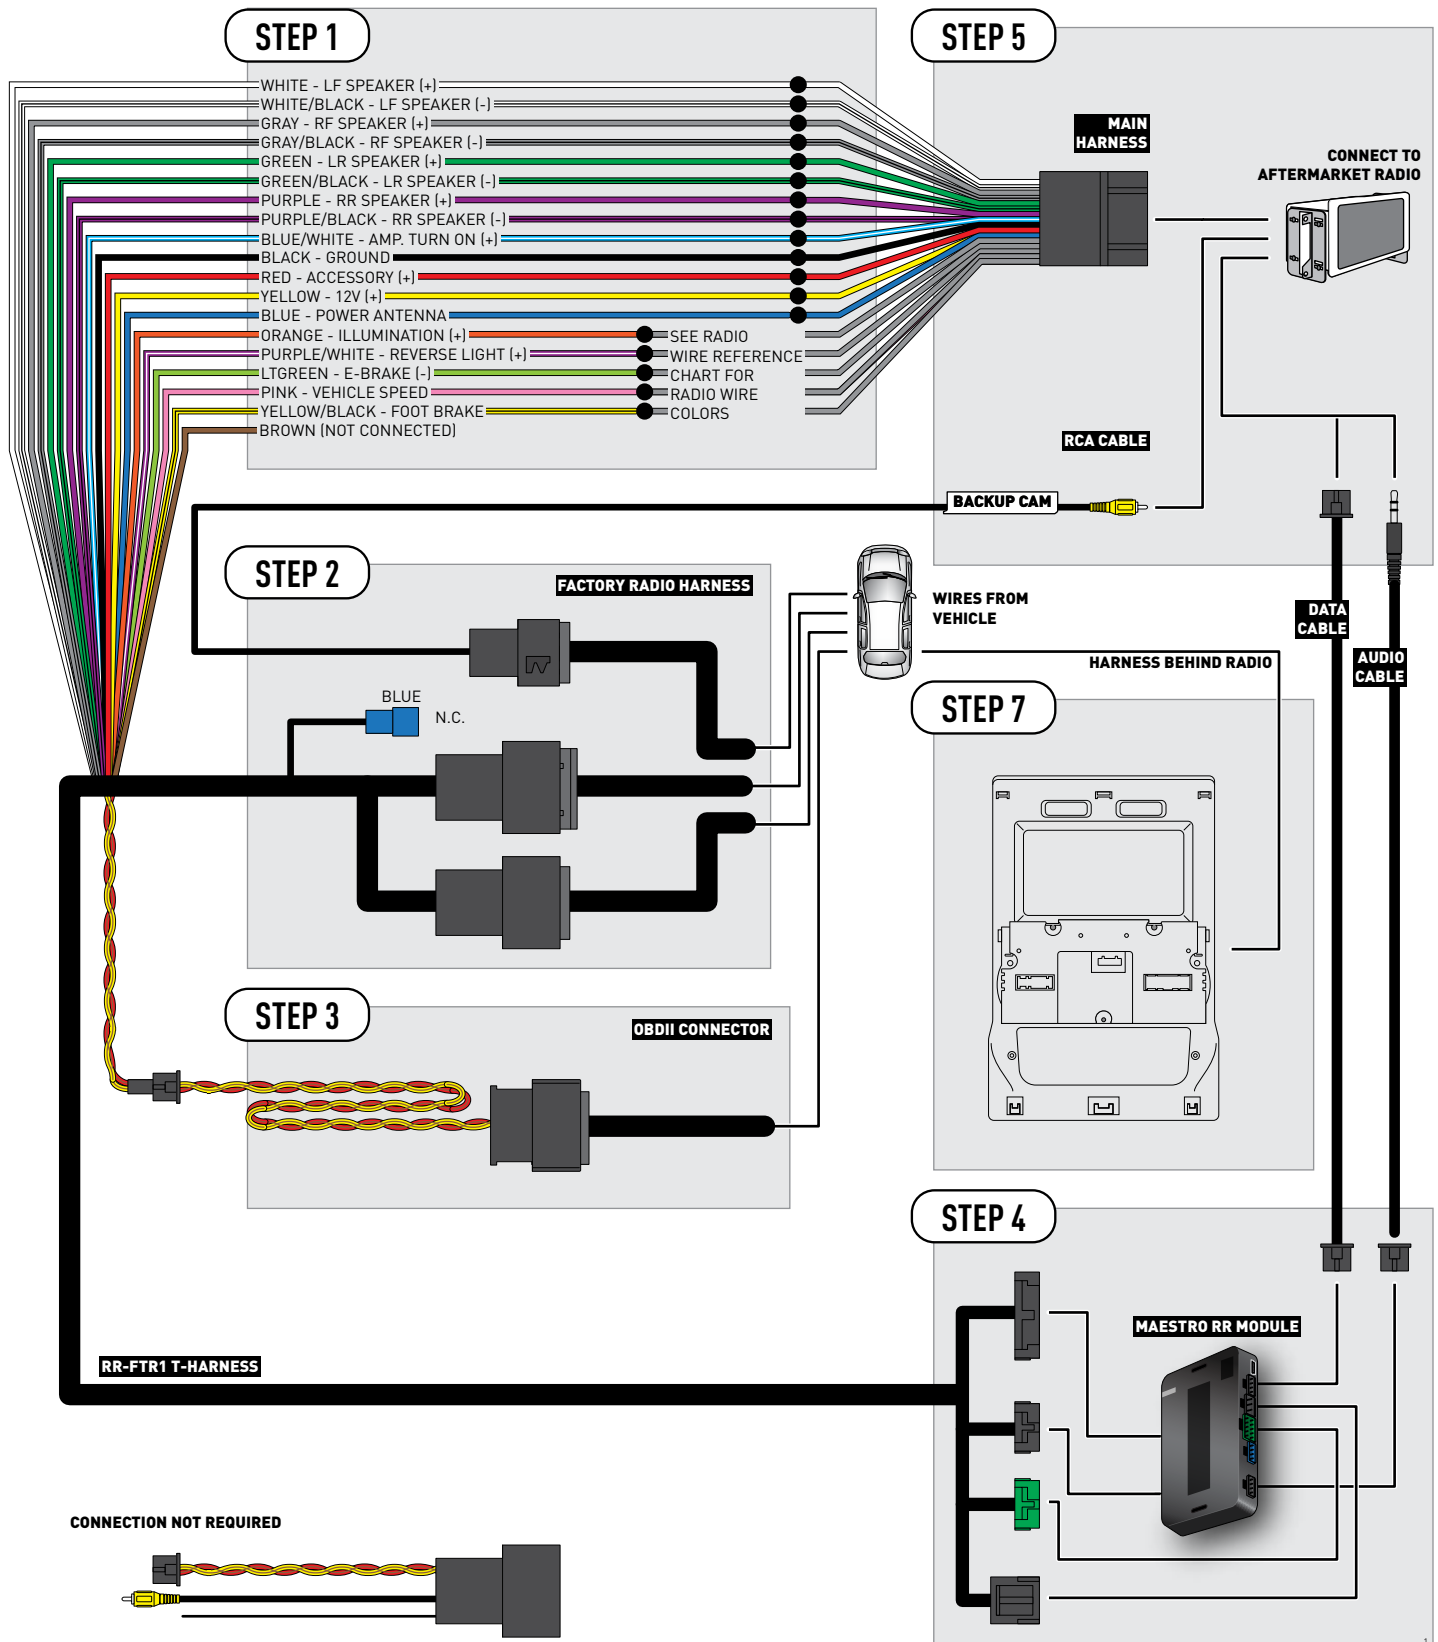 STEP 1
WHITE - LF SPEAKER (+)
WHITE/BLACK - LF SPEAKER (-)
GRAY - RF SPEAKER (+)
GRAY/BLACK - RF SPEAKER (-)
GREEN - LR SPEAKER (+)
GREEN/BLACK - LR SPEAKER (-)
PURPLE - RR SPEAKER (+)
PURPLE/BLACK - RR SPEAKER (-)
BLUE/WHITE - AMP. TURN ON (+)
BLACK - GROUND
RED - ACCESSORY (+)
YELLOW - 12V (+)
BLUE - POWER ANTENNA
ORANGE - ILLUMINATION (+)
PURPLE/WHITE - REVERSE LIGHT (+)
LTGREEN - E-BRAKE (-)
PINK - VEHICLE SPEED
YELLOW/BLACK - FOOT BRAKE
BROWN (NOT CONNECTED)
SEE RADIO
WIRE REFERENCE
CHART FOR
RADIO WIRE
COLORS
STEP 5
MAIN
HARNESS
CONNECT TO
AFTERMARKET RADIO
RCA CABLE
BACKUP CAM
DATA
CABLE
AUDIO
CABLE
STEP 2
FACTORY RADIO HARNESS
BLUE
N.C.
WIRES FROM
VEHICLE
HARNESS BEHIND RADIO
STEP 7
STEP 3
OBDII CONNECTOR
STEP 4
MAESTRO RR MODULE
RR-FTR1 T-HARNESS
CONNECTION NOT REQUIRED